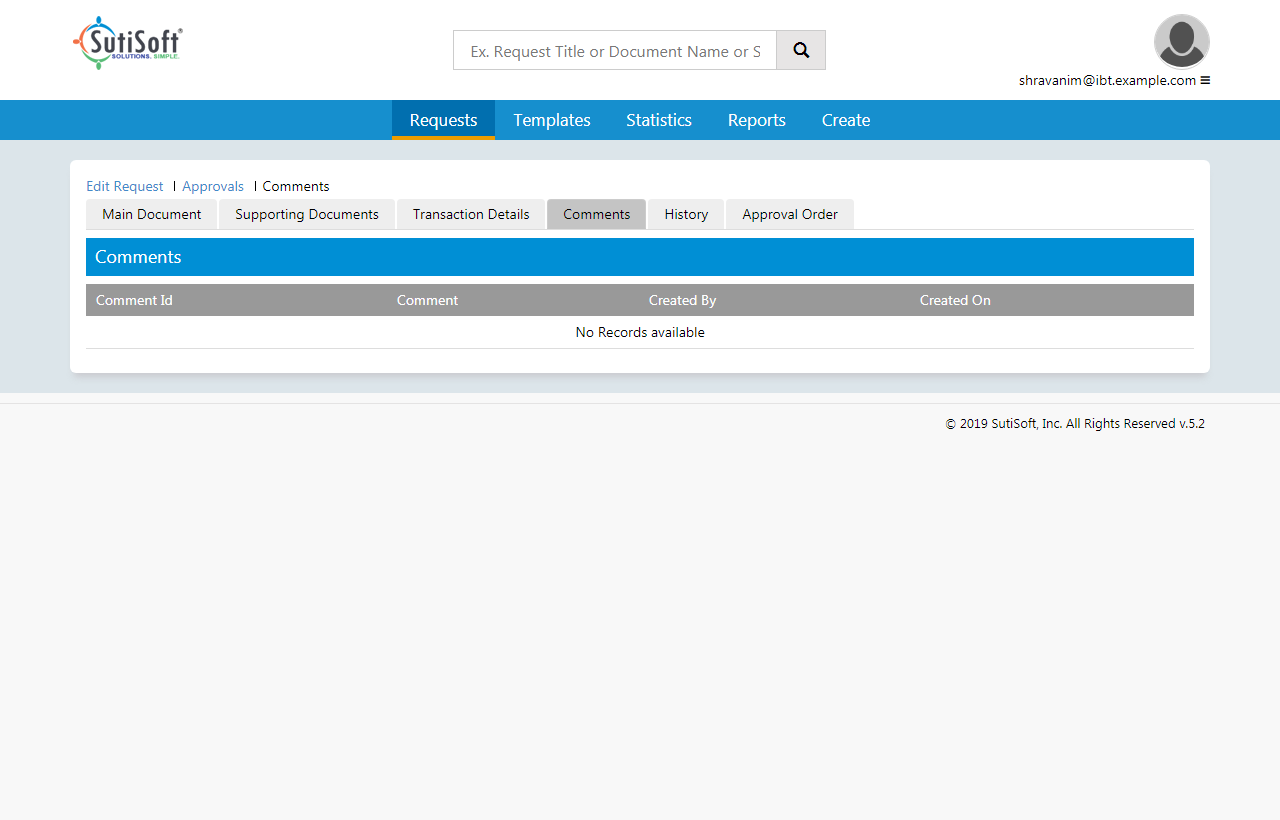 SutiSoft®
SOLUTIONS. SIMPLE.
Ex. Request Title or Document Name or S
shravanim@ibt.example.com ≡
Requests Templates Statistics Reports Create
Edit Request | Approvals | Comments
Main Document Supporting Documents Transaction Details Comments History Approval Order
Comments
Comment Id Comment Created By Created On
No Records available
© 2019 SutiSoft, Inc. All Rights Reserved v.5.2